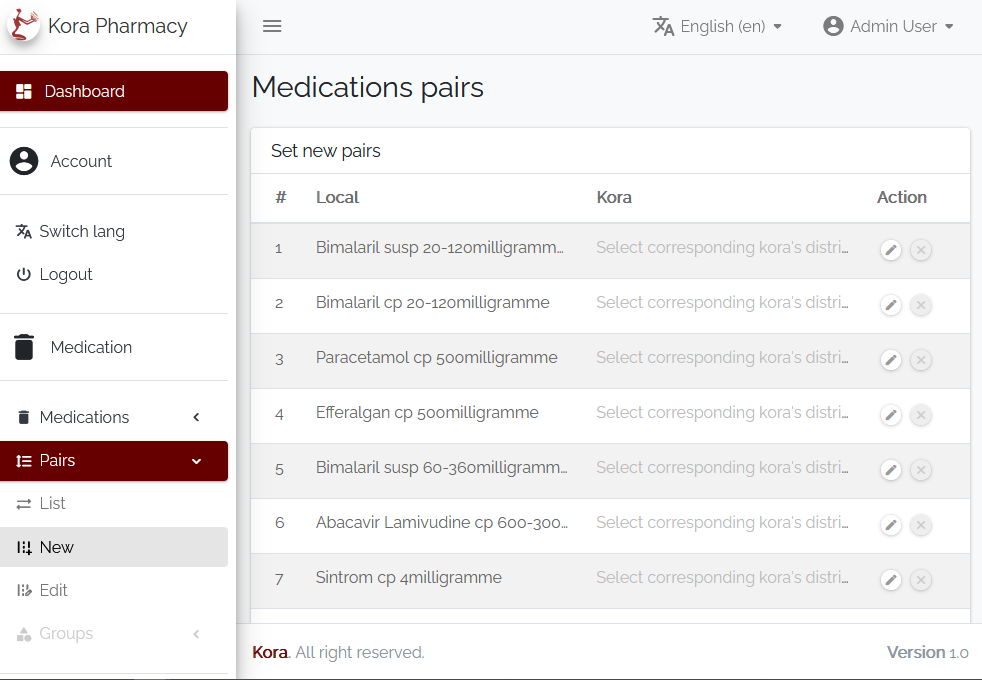 Kora Pharmacy
English (en)
Admin User
Dashboard
Account
Switch lang
Logout
Medication
Medications
Pairs
List
New
Edit
Groups
Medications pairs
Set new pairs
# Local Kora Action
1 Bimalaril susp 20-120milligramm... Select corresponding kora's distri...
2 Bimalaril cp 20-120milligramme Select corresponding kora's distri...
3 Paracetamol cp 500milligramme Select corresponding kora's distri...
4 Efferalgan cp 500milligramme Select corresponding kora's distri...
5 Bimalaril susp 60-360milligramm... Select corresponding kora's distri...
6 Abacavir Lamivudine cp 600-300... Select corresponding kora's distri...
7 Sintrom cp 4milligramme Select corresponding kora's distri...
Kora. All right reserved.
Version 1.0